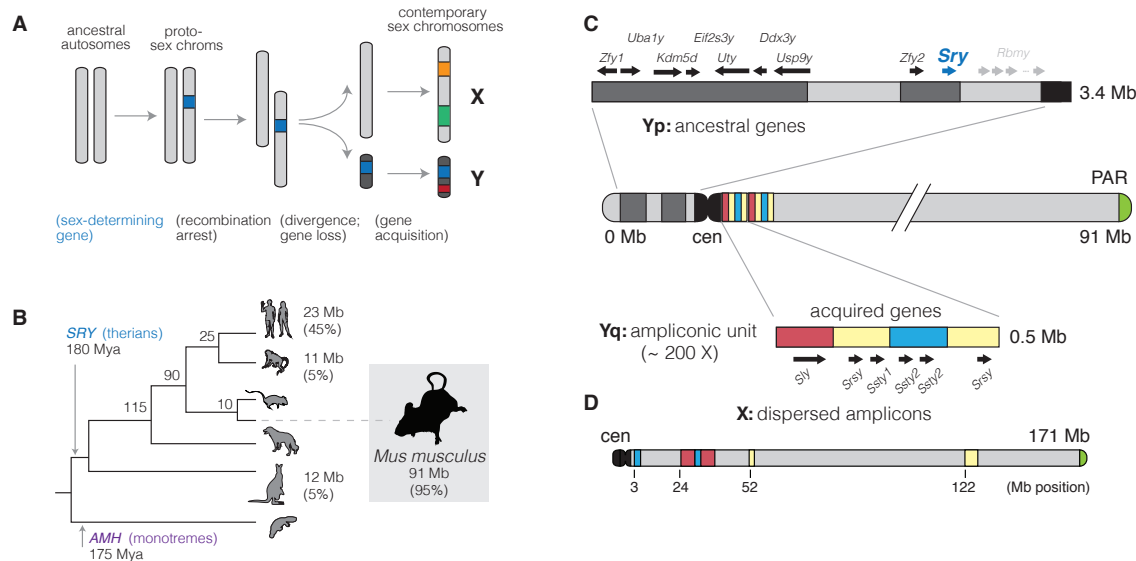 A
ancestral
autosomes
proto-
sex chroms
contemporary
sex chromosomes
X
Y
(sex-determining
gene)
(recombination
arrest)
(divergence;
gene loss)
(gene
acquisition)
B
SRY (therians)
180 Mya
25
90
115
10
23 Mb
(45%)
11 Mb
(5%)
12 Mb
(5%)
Mus musculus
91 Mb
(95%)
AMH (monotremes)
175 Mya
C
Zfy1
Uba1y
Kdm5d
Eif2s3y
Uty
Ddx3y
Usp9y
Zfy2
Sry
Rbmy
3.4 Mb
Yp: ancestral genes
PAR
0 Mb
cen
91 Mb
acquired genes
Yq: ampliconic unit
(~ 200 X)
0.5 Mb
Sly
Srsy
Ssty1
Ssty2
Ssty2
Srsy
D
X: dispersed amplicons
cen
171 Mb
3
24
52
122
(Mb position)